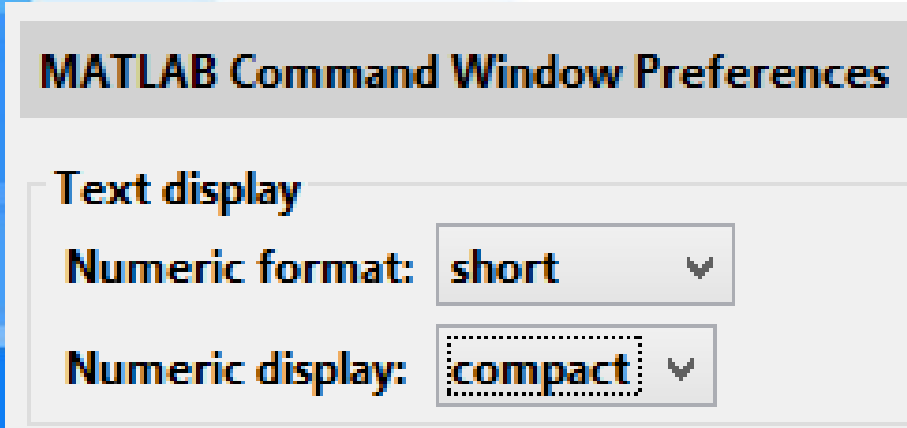 MATLAB Command Window Preferences
Text display
Numeric format: short
Numeric display: compact